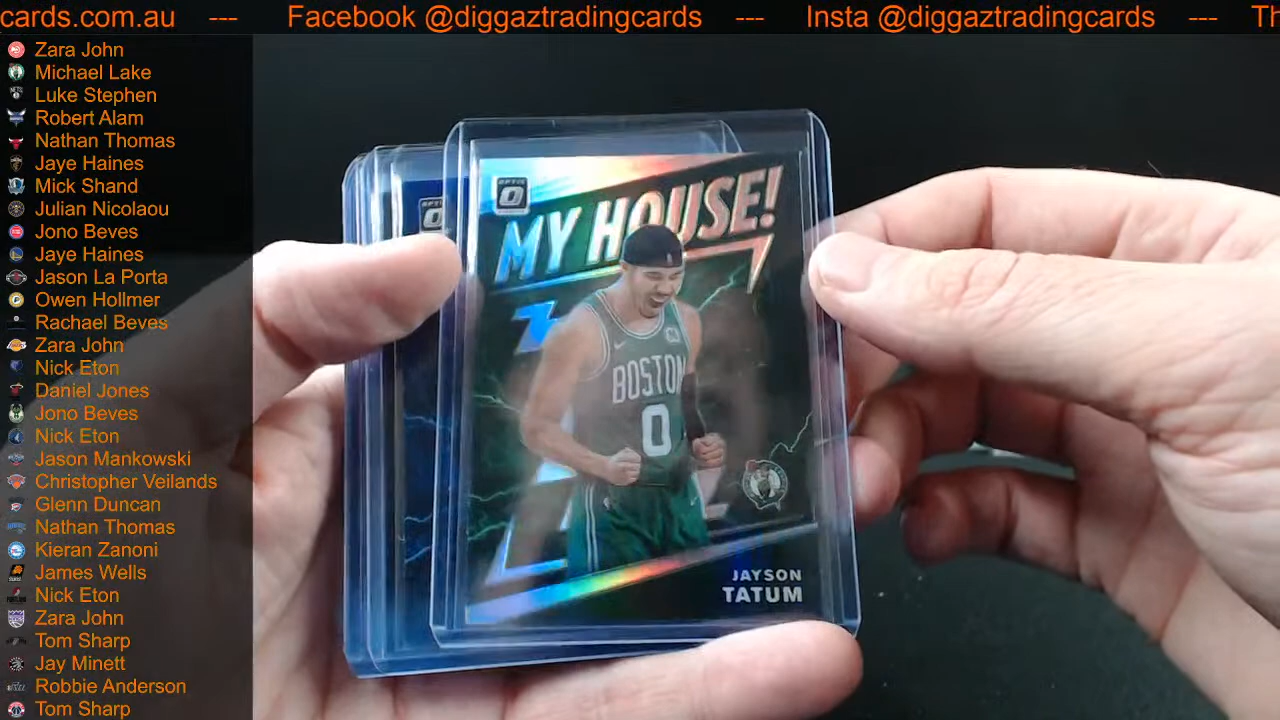 cards.com.au --- Facebook @diggaztradingcards --- Insta @diggaztradingcards --- Th
Zara John
Michael Lake
Luke Stephen
Robert Alam
Nathan Thomas
Jaye Haines
Mick Shand
Julian Nicolaou
Jono Beves
Jaye Haines
Jason La Porta
Owen Hollmer
Rachael Beves
Zara John
Nick Eton
Daniel Jones
Jono Beves
Nick Eton
Jason Mankowski
Christopher Veilands
Glenn Duncan
Nathan Thomas
Kieran Zanoni
James Wells
Nick Eton
Zara John
Tom Sharp
Jay Minett
Robbie Anderson
Tom Sharp
OPTIC
MY HOUSE!
BOSTON
0
JAYSON
TATUM